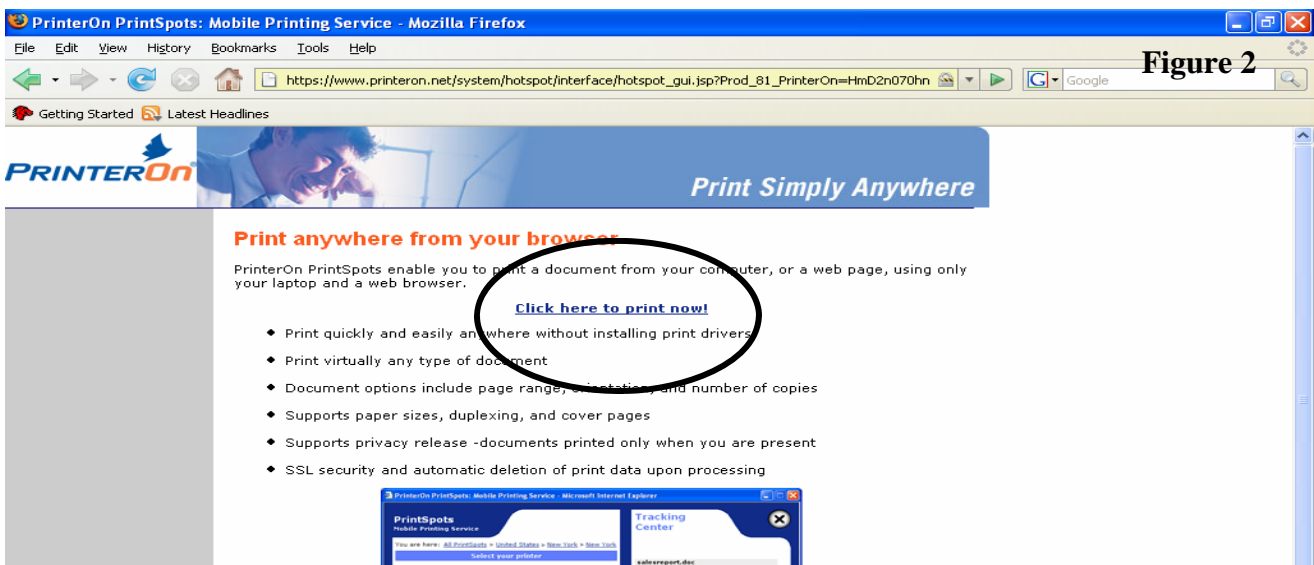 PrinterOn PrintSpots: Mobile Printing Service - Mozilla Firefox
File Edit View History Bookmarks Tools Help
Figure 2
https://www.printeron.net/system/hotspot/interface/hotspot_gui.jsp?Prod_81_PrinterOn=HmD2n070hn
G Google
Getting Started Latest Headlines
PRINTERON
Print Simply Anywhere
Print anywhere from your browser
PrinterOn PrintSpots enable you to print a document from your computer, or a web page, using only
your laptop and a web browser.
Click here to print now!
Print quickly and easily anywhere without installing print drivers
Print virtually any type of document
Document options include page range, orientation, and number of copies
Supports paper sizes, duplexing, and cover pages
Supports privacy release -documents printed only when you are present
SSL security and automatic deletion of print data upon processing
PrinterOn PrintSpots: Mobile Printing Service - Microsoft Internet Explorer
PrintSpots
Mobile Printing Service
Tracking
Center
You are here: All PrintSpots » United States » New York » New York
Select your printer
salesreport.doc